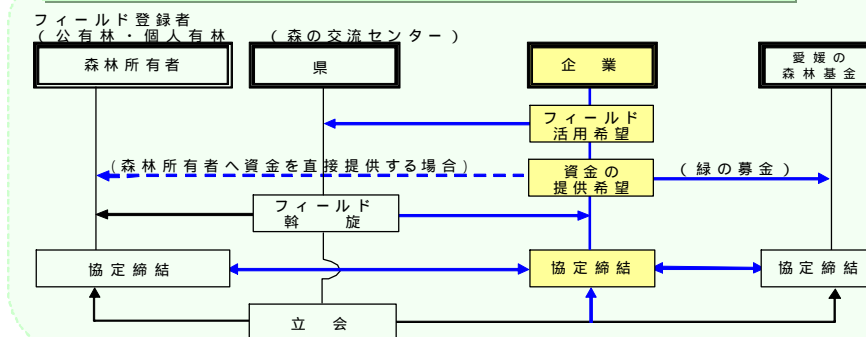 フィールド登録者
(公有林・個人有林　(森の交流センター)
森林所有者
県
企　業
愛媛の
森林基金
フィールド
活用希望
(森林所有者へ資金を直接提供する場合)
資金の
提供希望
(緑の募金)
フィールド
斡　旋
協定締結
協定締結
協定締結
立　会